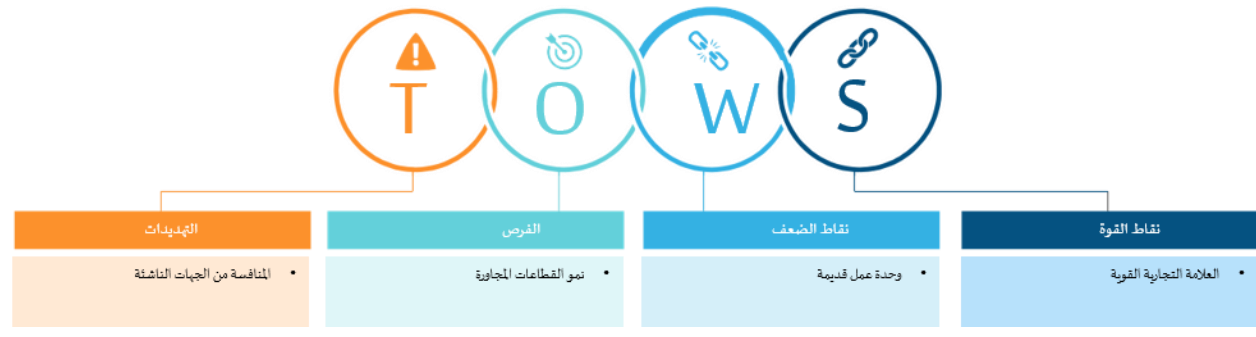 S
W
O
T
نقاط القوة
العلامة التجارية القوية
نقاط الضعف
وحدة عمل قديمة
الفرص
نمو القطاعات المجاورة
التهديدات
المنافسة من الجهات الناشئة